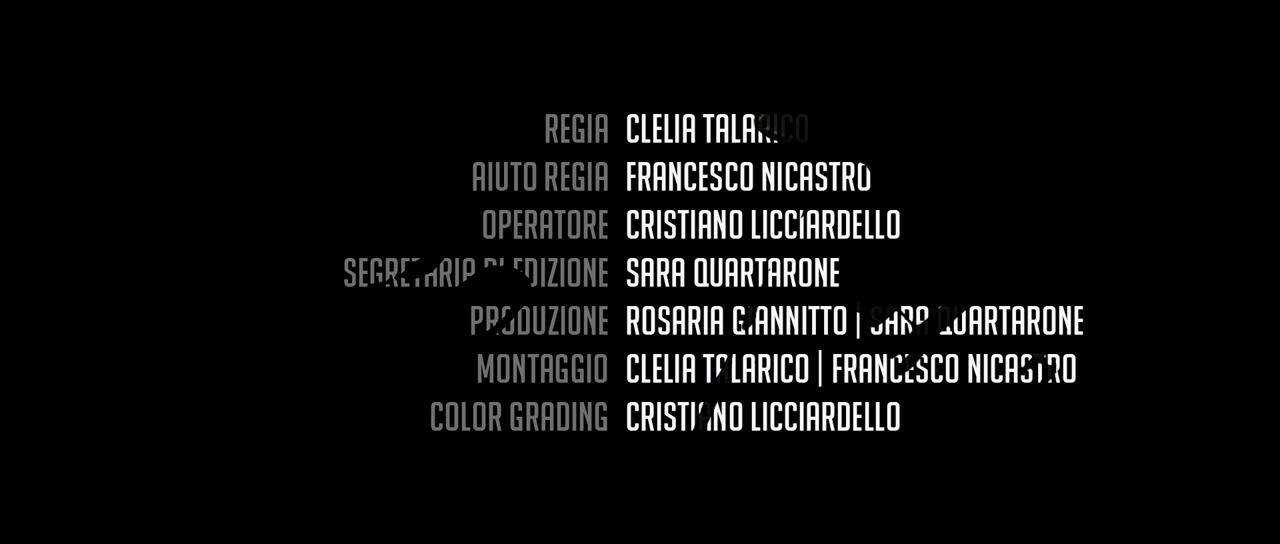 REGIA CLELIA TALARICO
AIUTO REGIA FRANCESCO NICASTRO
OPERATORE CRISTIANO LICCIARDELLO
SEGRETARIA DI EDIZIONE SARA QUARTARONE
PRODUZIONE ROSARIA GIANNITTO | SARA QUARTARONE
MONTAGGIO CLELIA TALARICO | FRANCESCO NICASTRO
COLOR GRADING CRISTIANO LICCIARDELLO